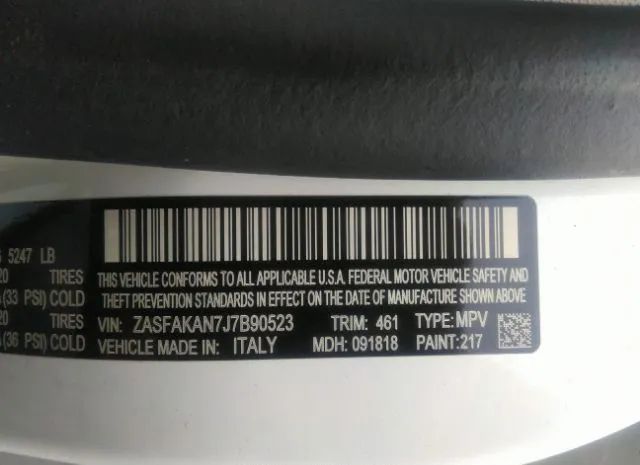 5247 LB
20 TIRES
(33 PSI) COLD
20 TIRES
(36 PSI) COLD
THIS VEHICLE CONFORMS TO ALL APPLICABLE U.S.A. FEDERAL MOTOR VEHICLE SAFETY AND
THEFT PREVENTION STANDARDS IN EFFECT ON THE DATE OF MANUFACTURE SHOWN ABOVE.
VIN: ZASFAKAN7J7B90523 TRIM: 461 TYPE: MPV
VEHICLE MADE IN: ITALY MDH: 091818 PAINT:217